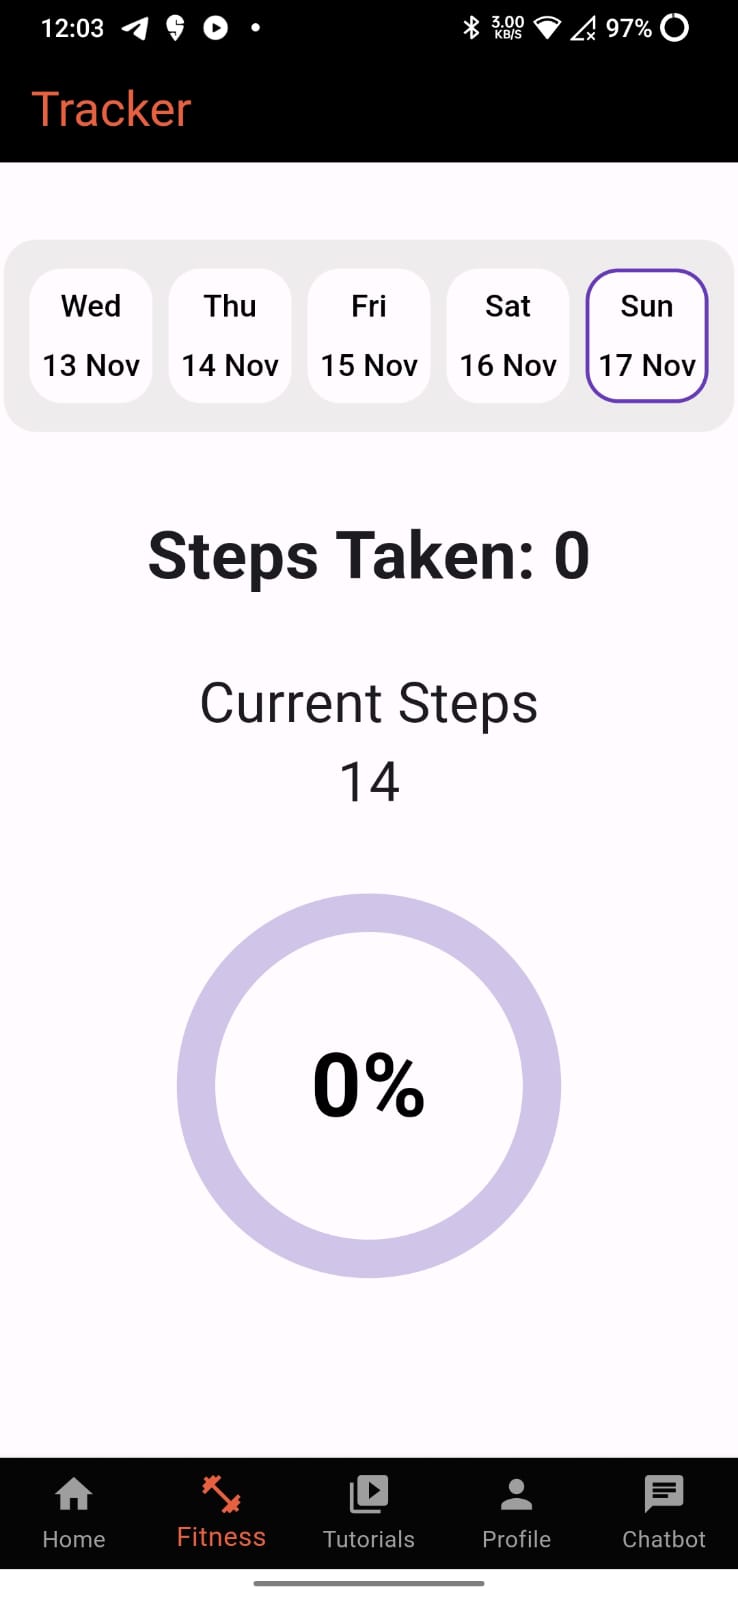 12:03 3.00 KB/S 97%
Tracker
Wed Thu Fri Sat Sun
13 Nov 14 Nov 15 Nov 16 Nov 17 Nov
Steps Taken: 0
Current Steps
14
0%
Home Fitness Tutorials Profile Chatbot